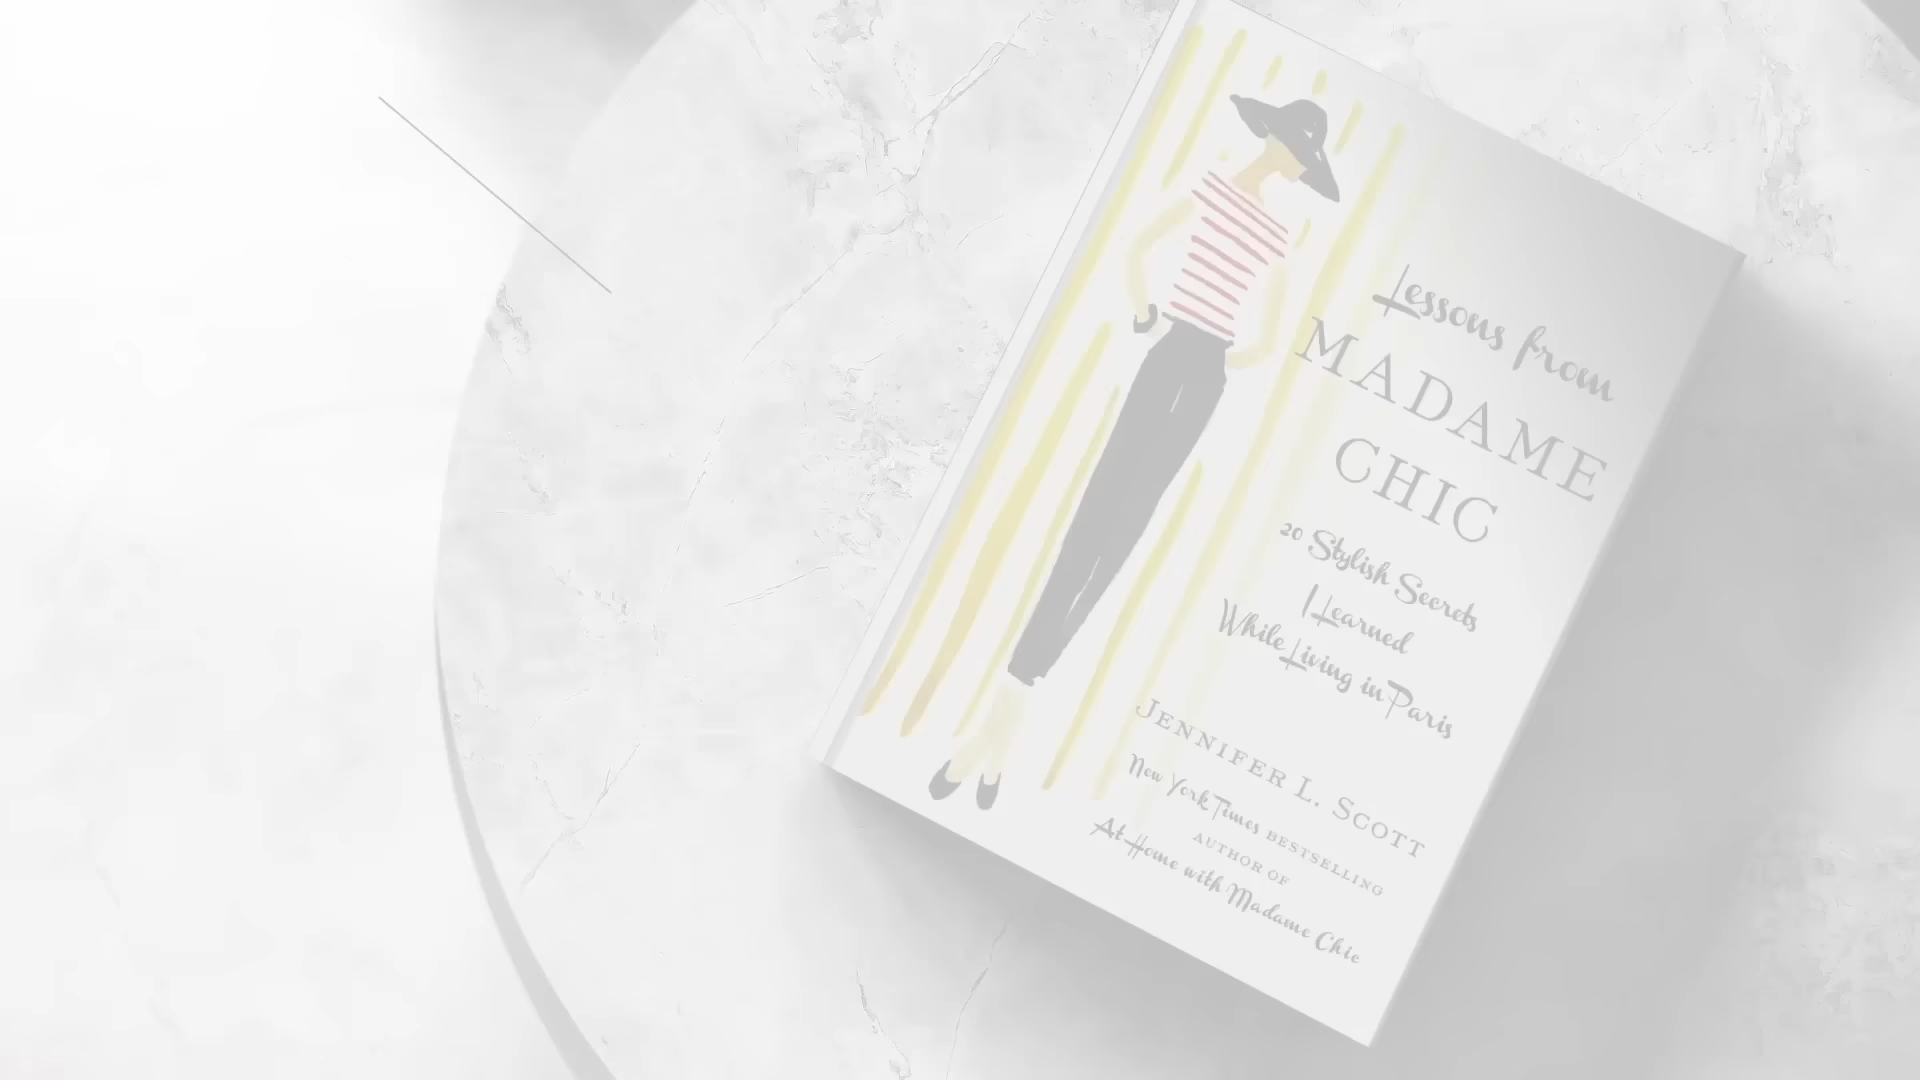 Lessons from
MADAME
CHIC
20 Stylish Secrets
I Learned
While Living in Paris
JENNIFER L. SCOTT
New York Times BESTSELLING
AUTHOR OF
At Home with Madame Chic